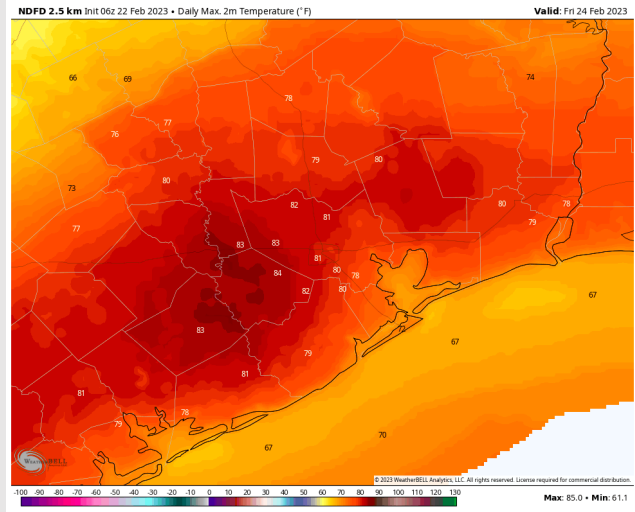 NDFD 2.5 km Init 06z 22 Feb 2023 • Daily Max. 2m Temperature (°F) Valid: Fri 24 Feb 2023
66 69 74
78
77
76
79 80
80
73
82 80 78
81 79
77
83 83
81
84 80 78
82 80 67
83 72
67
79
81
81
78
79 70
67
WEATHERBELL
© 2023 WeatherBELL Analytics, LLC. All rights reserved. License required for commercial distribution.
-100 -90 -80 -70 -60 -50 -40 -30 -20 -10 0 10 20 30 40 50 60 70 80 90 100 110 120 130
Max: 85.0 • Min: 61.1